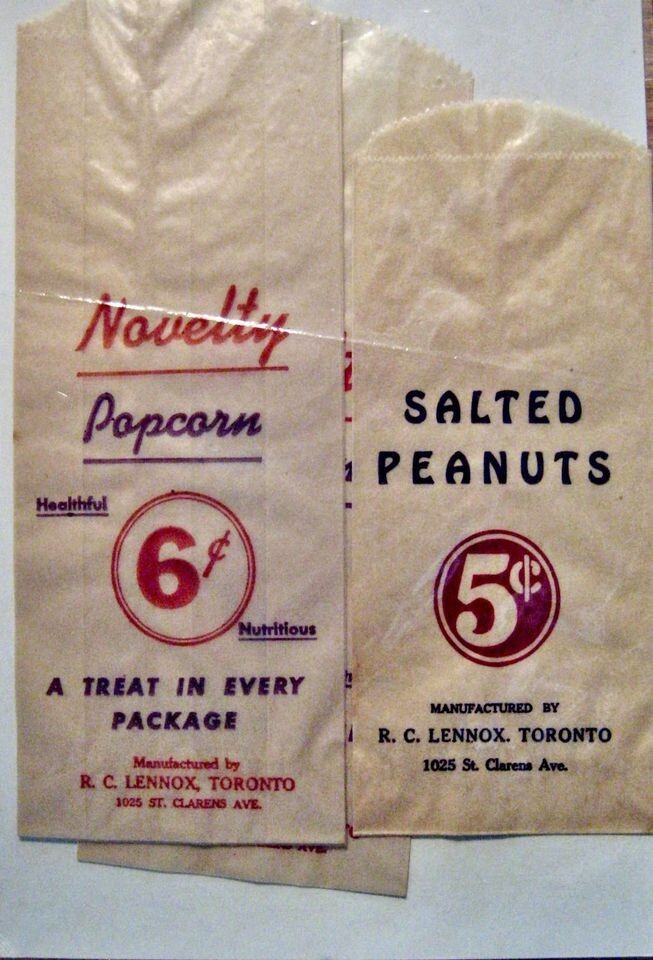 Novelty
Popcorn
Healthful
6¢
Nutritious
A TREAT IN EVERY
PACKAGE
Manufactured by
R. C. LENNOX, TORONTO
1025 ST. CLARENS AVE.
SALTED
PEANUTS
5¢
MANUFACTURED BY
R. C. LENNOX. TORONTO
1025 St. Clarens Ave.
AVE.